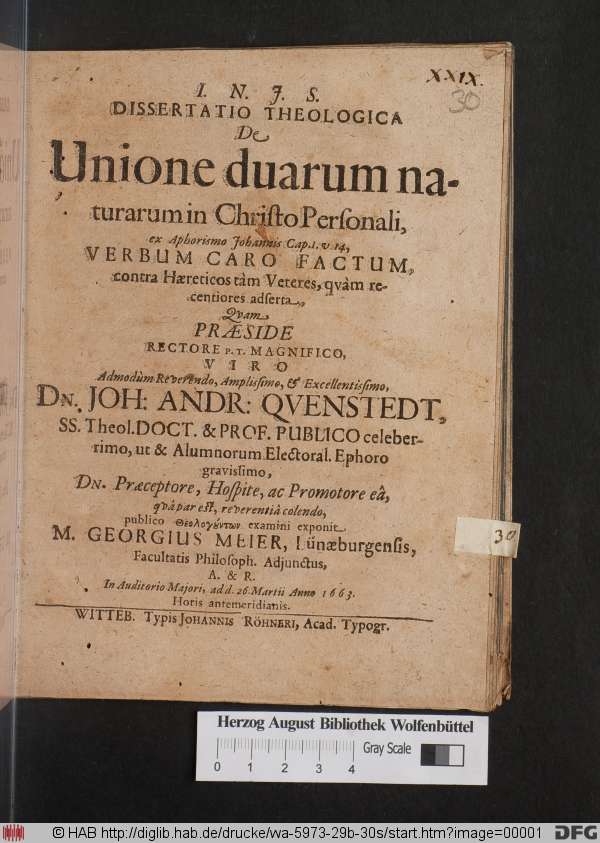 XXIX.
30
I. N. J. S.
DISSERTATIO THEOLOGICA
De
Unione duarum na-
turarum in Christo Personali,
ex Aphorismo Johannis Cap. I. v. 14,
VERBUM CARO FACTUM,
contra Hæreticos tàm Veteres, qvàm re-
centiores adserta,
Qvam
PRÆSIDE
RECTORE P. T. MAGNIFICO,
VIRO
Admodùm Reverendo, Amplissimo, & Excellentissimo,
DN. JOH: ANDR: QVENSTEDT,
SS. Theol. DOCT. & PROF. PUBLICO celeber-
rimo, ut & Alumnorum Electoral. Ephoro
gravissimo,
DN. Præceptore, Hospite, ac Promotore eâ,
qvâ par est, reverentiâ colendo,
publico Θεολογώντων examini exponit
M. GEORGIUS MEIER, Lünæburgensis,
Facultatis Philosoph. Adjunctus,
A. & R.
In Auditorio Majori, ad d. 26. Martii Anno 1663.
Horis antemeridianis.
WITTEB. Typis JOHANNIS RÖHNERI, Acad. Typogr.
30
Herzog August Bibliothek Wolfenbüttel
Gray Scale
0 1 2 3 4
© HAB http://diglib.hab.de/drucke/wa-5973-29b-30s/start.htm?image=00001
DFG